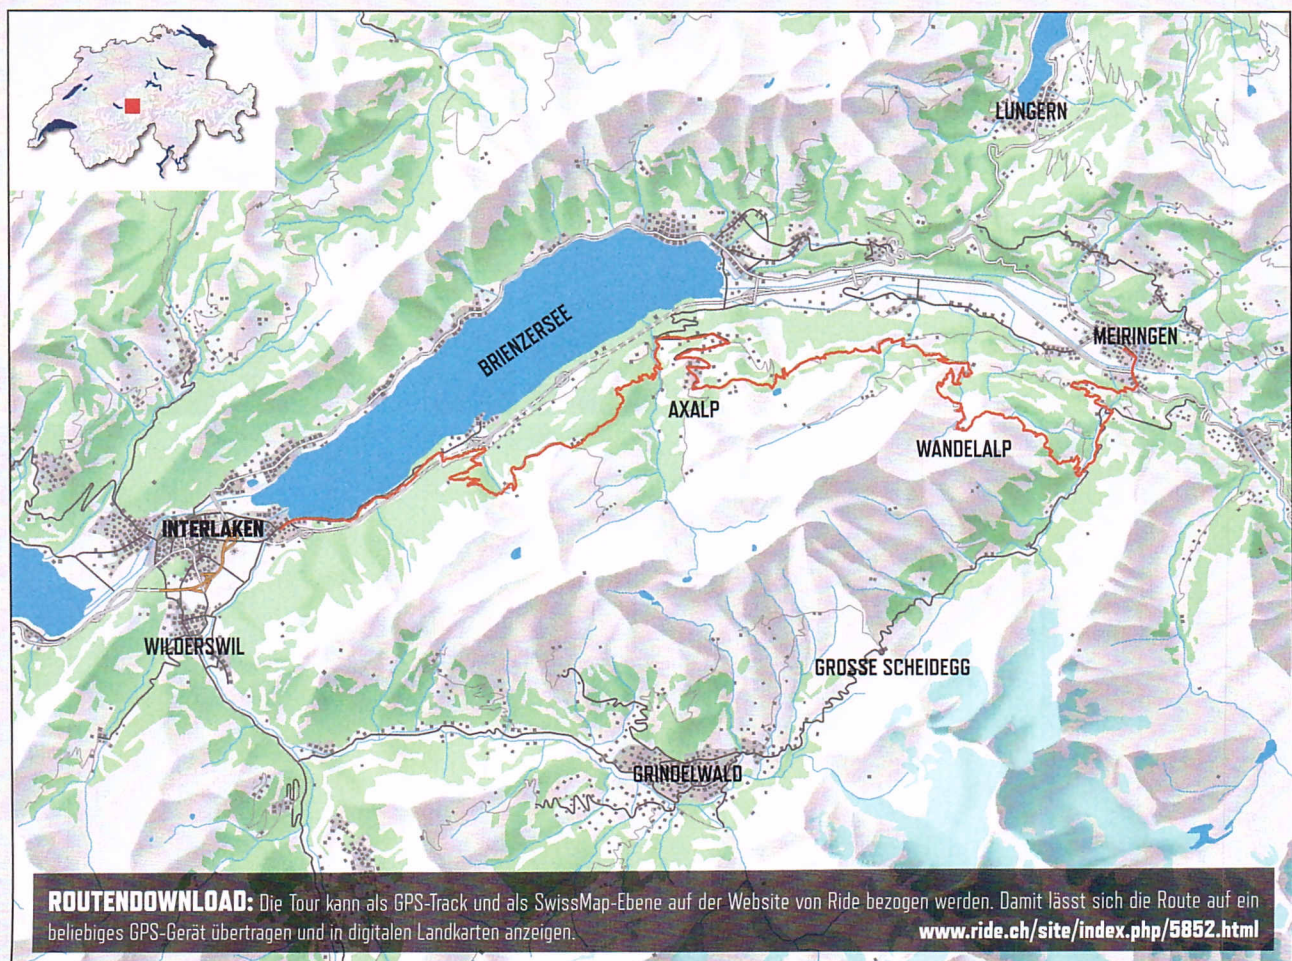 LUNGERN
BRIENZERSEE
MEIRINGEN
AXALP
WANDELALP
INTERLAKEN
WILDERSWIL
GROSSE SCHEIDEGG
GRINDELWALD
ROUTENDOWNLOAD: Die Tour kann als GPS-Track und als SwissMap-Ebene auf der Website von Ride bezogen werden. Damit lässt sich die Route auf ein
beliebiges GPS-Gerät übertragen und in digitalen Landkarten anzeigen. www.ride.ch/site/index.php/5852.html